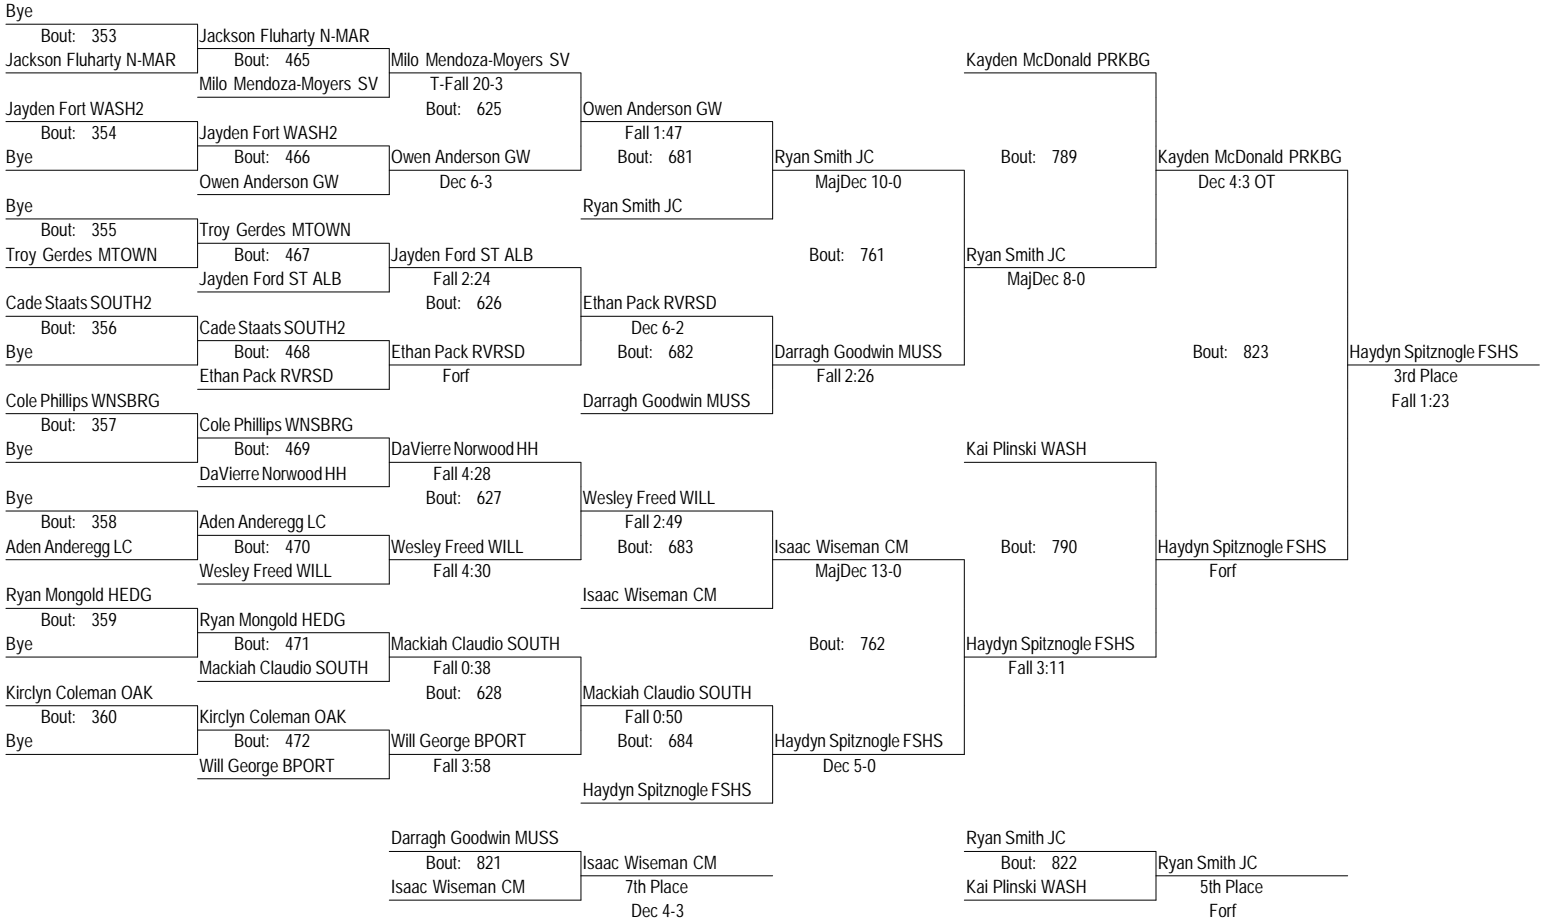 Bye
Bout: 353
Jackson Fluharty N-MAR
Jayden Fort WASH2
Bout: 354
Bye
Bye
Bout: 355
Troy Gerdes MTOWN
Cade Staats SOUTH2
Bout: 356
Bye
Cole Phillips WNSBRG
Bout: 357
Bye
Bye
Bout: 358
Aden Anderegg LC
Ryan Mongold HEDG
Bout: 359
Bye
Kirclyn Coleman OAK
Bout: 360
Bye
Jackson Fluharty N-MAR
Bout: 465
Milo Mendoza-Moyers SV
Jayden Fort WASH2
Bout: 466
Owen Anderson GW
Troy Gerdes MTOWN
Bout: 467
Jayden Ford ST ALB
Cade Staats SOUTH2
Bout: 468
Ethan Pack RVRSD
Cole Phillips WNSBRG
Bout: 469
DaVierre Norwood HH
Aden Anderegg LC
Bout: 470
Wesley Freed WILL
Ryan Mongold HEDG
Bout: 471
Mackiah Claudio SOUTH
Kirclyn Coleman OAK
Bout: 472
Will George BPORT
Milo Mendoza-Moyers SV
T-Fall 20-3
Bout: 625
Owen Anderson GW
Dec 6-3
Jayden Ford ST ALB
Fall 2:24
Bout: 626
Ethan Pack RVRSD
Forf
DaVierre Norwood HH
Fall 4:28
Bout: 627
Wesley Freed WILL
Fall 4:30
Mackiah Claudio SOUTH
Fall 0:38
Bout: 628
Will George BPORT
Fall 3:58
Owen Anderson GW
Fall 1:47
Bout: 681
Ryan Smith JC
Ethan Pack RVRSD
Dec 6-2
Bout: 682
Darragh Goodwin MUSS
Wesley Freed WILL
Fall 2:49
Bout: 683
Isaac Wiseman CM
Mackiah Claudio SOUTH
Fall 0:50
Bout: 684
Haydyn Spitznogle FSHS
Ryan Smith JC
MajDec 10-0
Bout: 761
Darragh Goodwin MUSS
Fall 2:26
Isaac Wiseman CM
MajDec 13-0
Bout: 762
Haydyn Spitznogle FSHS
Dec 5-0
Kayden McDonald PRKBG
Bout: 789
Ryan Smith JC
MajDec 8-0
Kai Plinski WASH
Bout: 790
Haydyn Spitznogle FSHS
Fall 3:11
Kayden McDonald PRKBG
Dec 4:3 OT
Bout: 823
Haydyn Spitznogle FSHS
Forf
Haydyn Spitznogle FSHS
3rd Place
Fall 1:23
Darragh Goodwin MUSS
Bout: 821
Isaac Wiseman CM
Isaac Wiseman CM
7th Place
Dec 4-3
Ryan Smith JC
Bout: 822
Kai Plinski WASH
Ryan Smith JC
5th Place
Forf